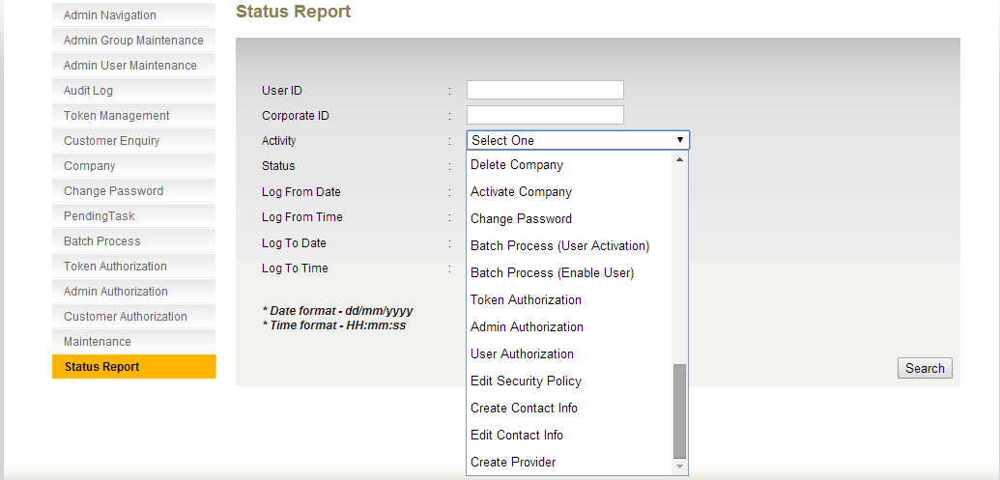 Status Report
Admin Navigation
Admin Group Maintenance
Admin User Maintenance
Audit Log
Token Management
Customer Enquiry
Company
Change Password
PendingTask
Batch Process
Token Authorization
Admin Authorization
Customer Authorization
Maintenance
Status Report
User ID :
Corporate ID :
Activity : Select One
Status :
Log From Date :
Log From Time :
Log To Date :
Log To Time :
* Date format - dd/mm/yyyy
* Time format - HH:mm:ss
Delete Company
Activate Company
Change Password
Batch Process (User Activation)
Batch Process (Enable User)
Token Authorization
Admin Authorization
User Authorization
Edit Security Policy
Create Contact Info
Edit Contact Info
Create Provider
Search